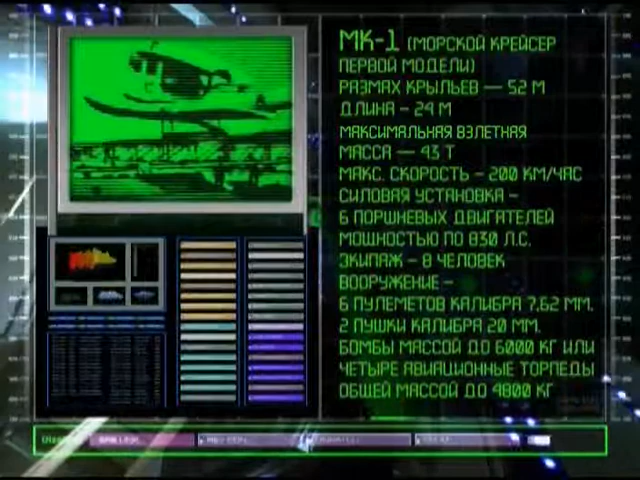 МК-1 (МОРСКОЙ КРЕЙСЕР
ПЕРВОЙ МОДЕЛИ)
РАЗМАХ КРЫЛЬЕВ — 52 М
ДЛИНА – 24 М
МАКСИМАЛЬНАЯ ВЗЛЕТНАЯ
МАССА — 43 Т
МАКС. СКОРОСТЬ – 200 КМ/ЧАС
СИЛОВАЯ УСТАНОВКА –
6 ПОРШНЕВЫХ ДВИГАТЕЛЕЙ
МОЩНОСТЬЮ ПО 830 Л.С.
ЭКИПАЖ – 8 ЧЕЛОВЕК
ВООРУЖЕНИЕ –
6 ПУЛЕМЕТОВ КАЛИБРА 7,62 ММ.
2 ПУШКИ КАЛИБРА 20 ММ.
БОМБЫ МАССОЙ ДО 6000 КГ ИЛИ
ЧЕТЫРЕ АВИАЦИОННЫЕ ТОРПЕДЫ
ОБЩЕЙ МАССОЙ ДО 4800 КГ